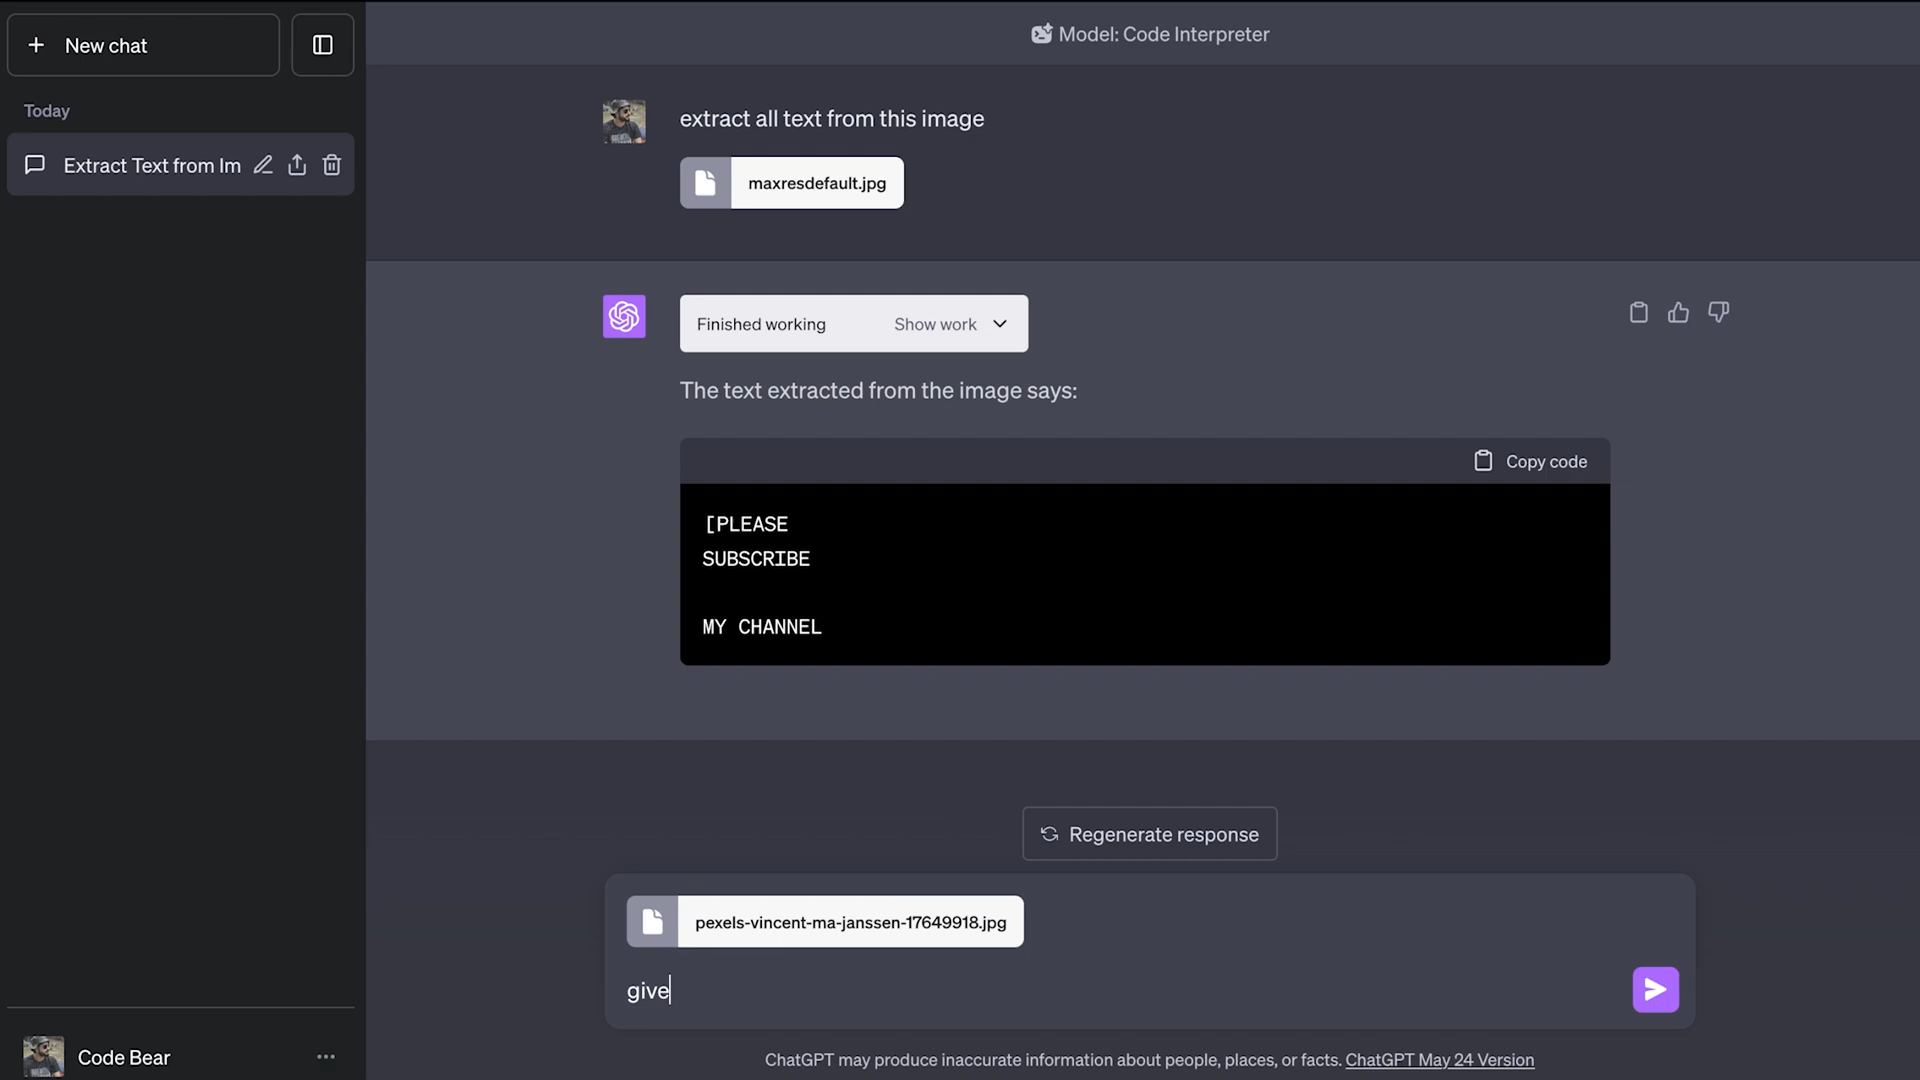 New chat
Model: Code Interpreter
Today
Extract Text from Im
extract all text from this image
maxresdefault.jpg
Finished working Show work
The text extracted from the image says:
Copy code
[PLEASE
SUBSCRIBE
MY CHANNEL
Regenerate response
pexels-vincent-ma-janssen-17649918.jpg
give
Code Bear
ChatGPT may produce inaccurate information about people, places, or facts. ChatGPT May 24 Version